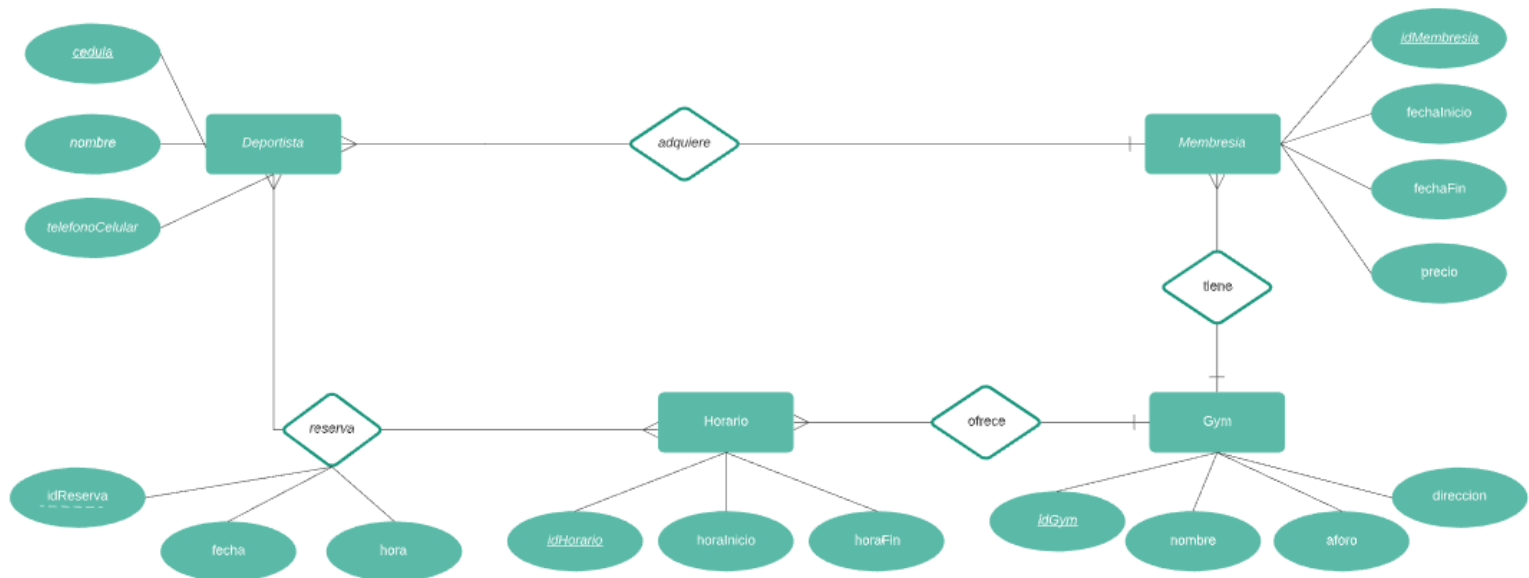 cedula
nombre
telefonoCelular
Deportista
adquiere
Membresia
idMembresia
fechaInicio
fechaFin
precio
tiene
reserva
idReserva
fecha
hora
Horario
idHorario
horaInicio
horaFin
ofrece
Gym
idGym
nombre
aforo
direccion